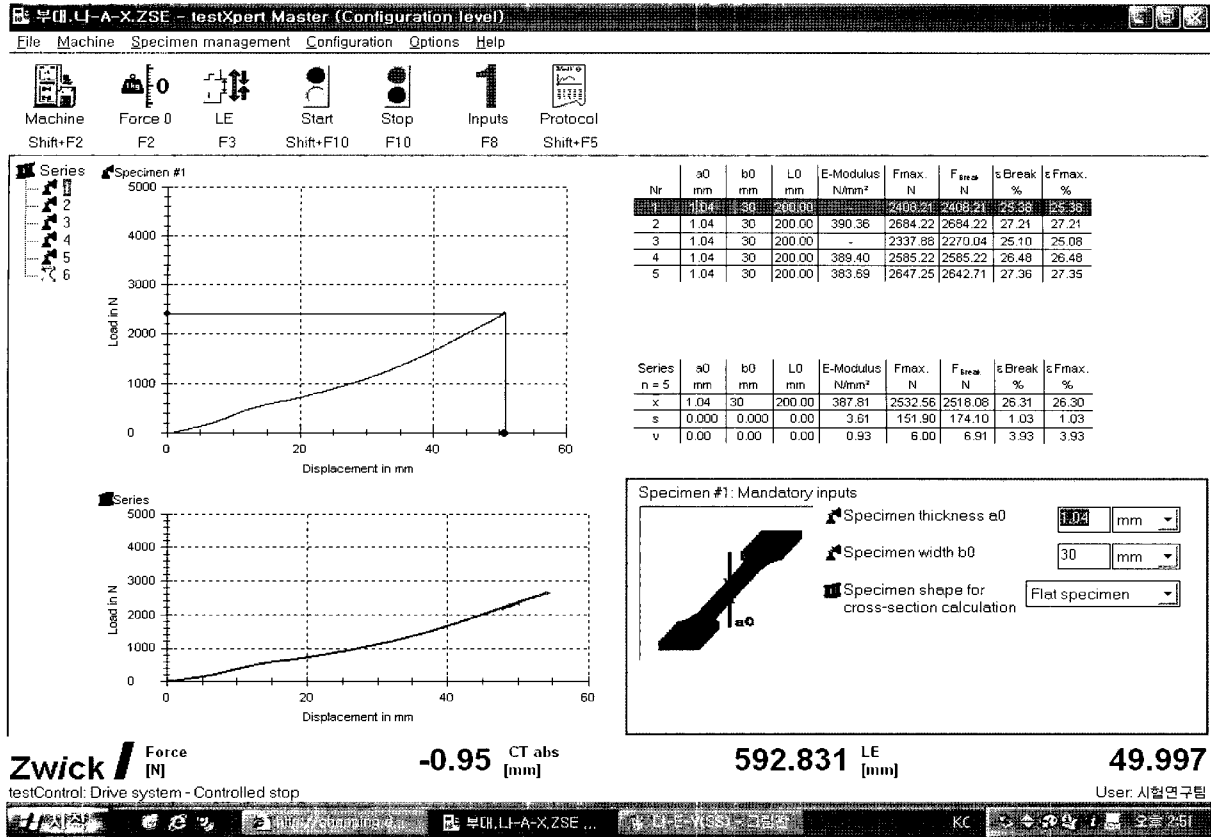 부대.나-A-X.ZSE - testXpert Master (Configuration level)
File Machine Specimen management Configuration Options Help
Machine Force 0 LE Start Stop Inputs Protocol
Shift+F2 F2 F3 Shift+F10 F10 F8 Shift+F5
Series
1
2
3
4
5
6
Specimen #1
5000
4000
3000
2000
1000
0
Load in N
0 20 40 60
Displacement in mm
a0 b0 L0 E-Modulus Fmax. FBreak εBreak εFmax.
Nr mm mm mm N/mm² N N % %
1 1.04 30 200.00 - 2408.21 2408.21 25.38 25.38
2 1.04 30 200.00 390.36 2684.22 2684.22 27.21 27.21
3 1.04 30 200.00 - 2337.88 2270.04 25.10 25.08
4 1.04 30 200.00 389.40 2585.22 2585.22 26.48 26.48
5 1.04 30 200.00 383.69 2647.25 2642.71 27.36 27.35
Series a0 b0 L0 E-Modulus Fmax. FBreak εBreak εFmax.
n = 5 mm mm mm N/mm² N N % %
x̄ 1.04 30 200.00 387.81 2532.56 2518.08 26.31 26.30
s 0.000 0.000 0.00 3.61 151.90 174.10 1.03 1.03
ν 0.00 0.00 0.00 0.93 6.00 6.91 3.93 3.93
Series
5000
4000
3000
2000
1000
0
Load in N
0 20 40 60
Displacement in mm
Specimen #1: Mandatory inputs
a0
Specimen thickness a0 1.04 mm
Specimen width b0 30 mm
Specimen shape for
cross-section calculation Flat specimen
Zwick Force [N] -0.95 CT abs [mm] 592.831 LE [mm] 49.997
testControl: Drive system - Controlled stop User: 시험연구팀
시작 부대.나-A-X.ZSE ... KC 오후 2:51